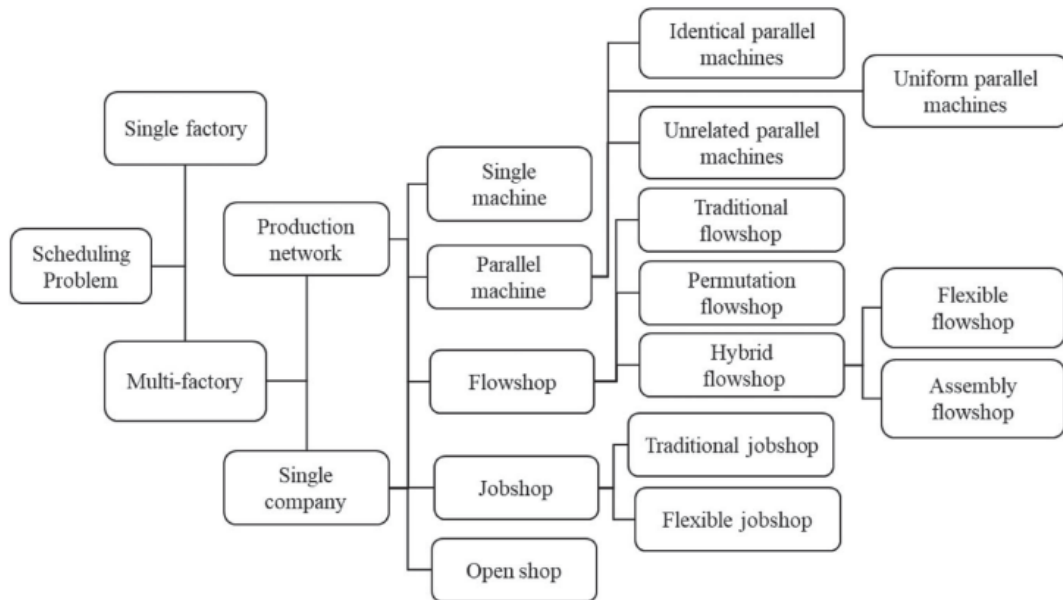 Single factory
Scheduling
Problem
Multi-factory
Production
network
Single
company
Single
machine
Parallel
machine
Flowshop
Jobshop
Open shop
Identical parallel
machines
Uniform parallel
machines
Unrelated parallel
machines
Traditional
flowshop
Permutation
flowshop
Hybrid
flowshop
Flexible
flowshop
Assembly
flowshop
Traditional jobshop
Flexible jobshop